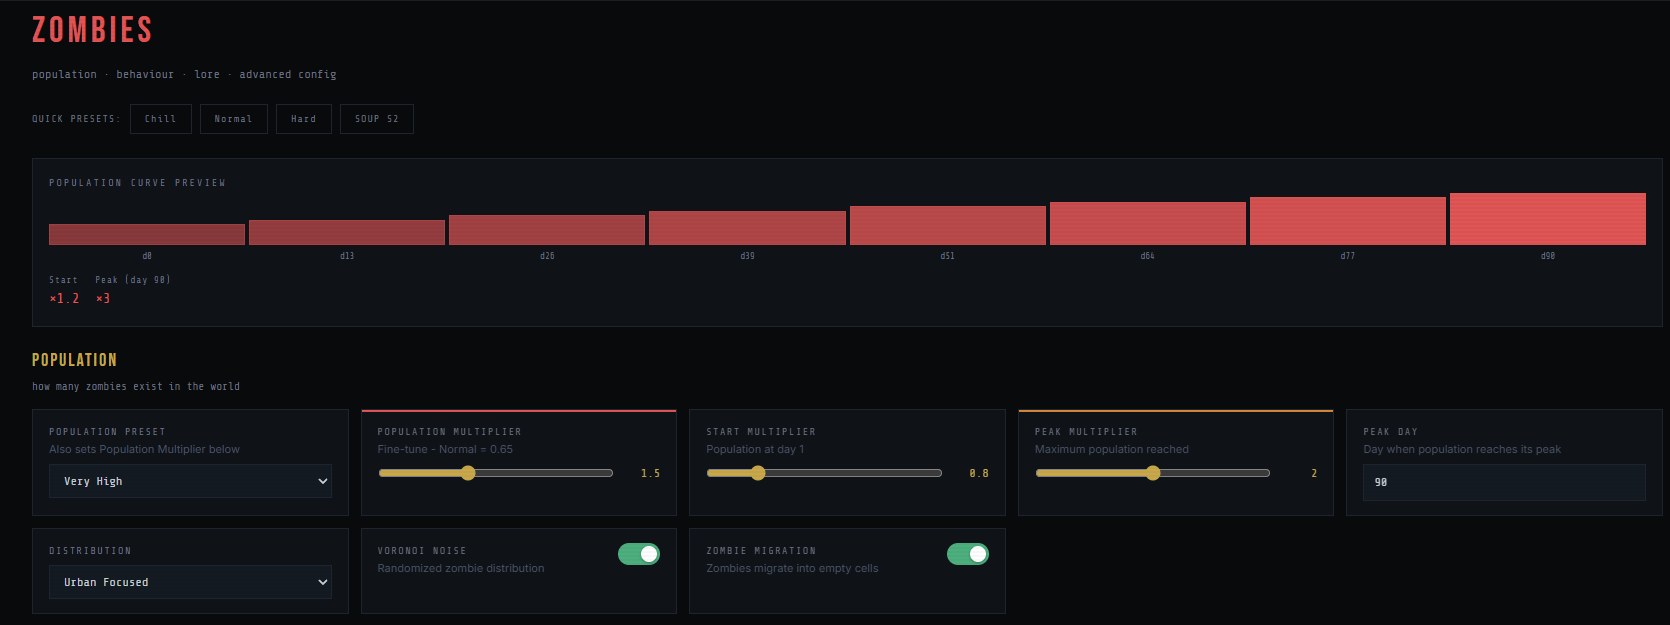 ZOMBIES
population · behaviour · lore · advanced config
QUICK PRESETS: Chill Normal Hard SOUP S2
POPULATION CURVE PREVIEW
d0 d13 d26 d39 d51 d64 d77 d90
Start Peak (day 90)
×1.2 ×3
POPULATION
how many zombies exist in the world
POPULATION PRESET
Also sets Population Multiplier below
Very High
POPULATION MULTIPLIER
Fine-tune - Normal = 0.65
1.5
START MULTIPLIER
Population at day 1
0.8
PEAK MULTIPLIER
Maximum population reached
2
PEAK DAY
Day when population reaches its peak
90
DISTRIBUTION
Urban Focused
VORONOI NOISE
Randomized zombie distribution
ZOMBIE MIGRATION
Zombies migrate into empty cells